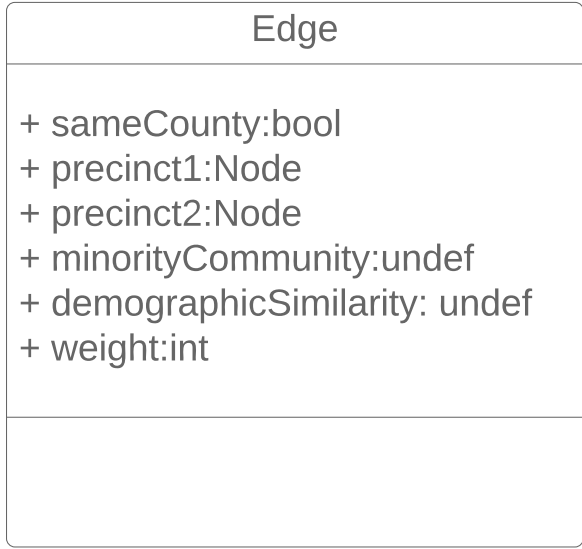 Edge
+ sameCounty:bool
+ precinct1:Node
+ precinct2:Node
+ minorityCommunity:undef
+ demographicSimilarity: undef
+ weight:int